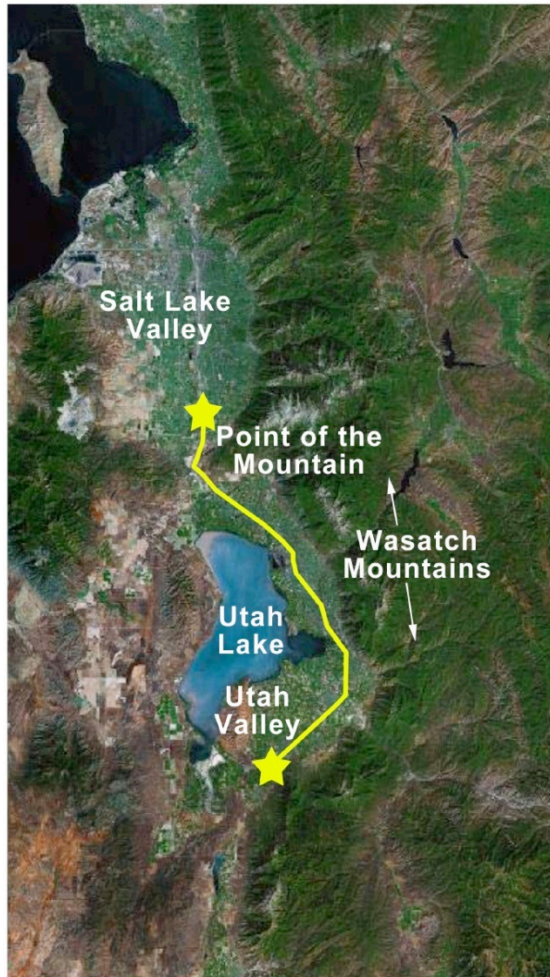 Salt Lake
Valley
Point of the
Mountain
Wasatch
Mountains
Utah
Lake
Utah
Valley